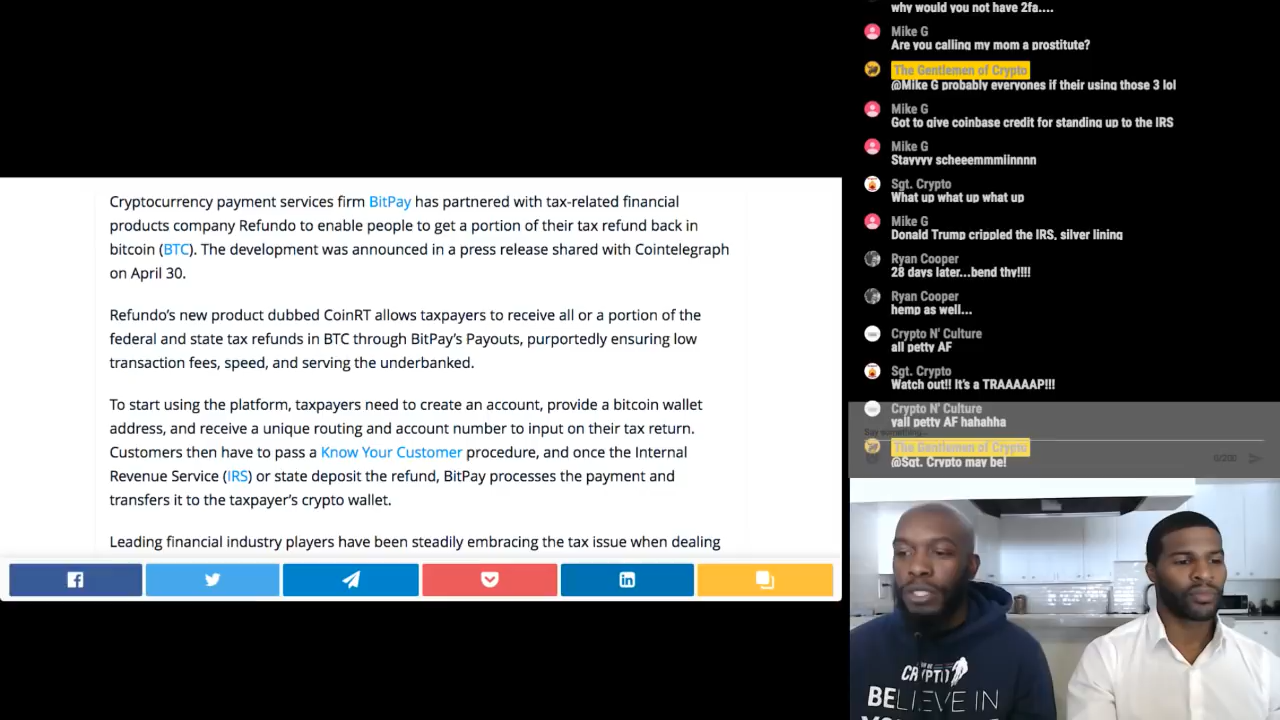 Cryptocurrency payment services firm BitPay has partnered with tax-related financial
products company Refundo to enable people to get a portion of their tax refund back in
bitcoin (BTC). The development was announced in a press release shared with Cointelegraph
on April 30.
Refundo's new product dubbed CoinRT allows taxpayers to receive all or a portion of the
federal and state tax refunds in BTC through BitPay's Payouts, purportedly ensuring low
transaction fees, speed, and serving the underbanked.
To start using the platform, taxpayers need to create an account, provide a bitcoin wallet
address, and receive a unique routing and account number to input on their tax return.
Customers then have to pass a Know Your Customer procedure, and once the Internal
Revenue Service (IRS) or state deposit the refund, BitPay processes the payment and
transfers it to the taxpayer's crypto wallet.
Leading financial industry players have been steadily embracing the tax issue when dealing
why would you not have 2fa....
Mike G
Are you calling my mom a prostitute?
The Gentlemen of Crypto
@Mike G probably everyones if their using those 3 lol
Mike G
Got to give coinbase credit for standing up to the IRS
Mike G
Stavvvy scheeemmmiinnnn
Sgt. Crypto
What up what up what up
Mike G
Donald Trump crippled the IRS, silver lining
Ryan Cooper
28 days later...bend thy!!!!
Ryan Cooper
hemp as well...
Crypto N' Culture
all petty AF
Sgt. Crypto
Watch out!! It's a TRAAAAAP!!!
Crypto N' Culture
yall petty AF hahahha
Say something...
The Gentlemen of Crypto
@Sgt. Crypto may be!
0/200
CRYPTO
BELIEVE IN